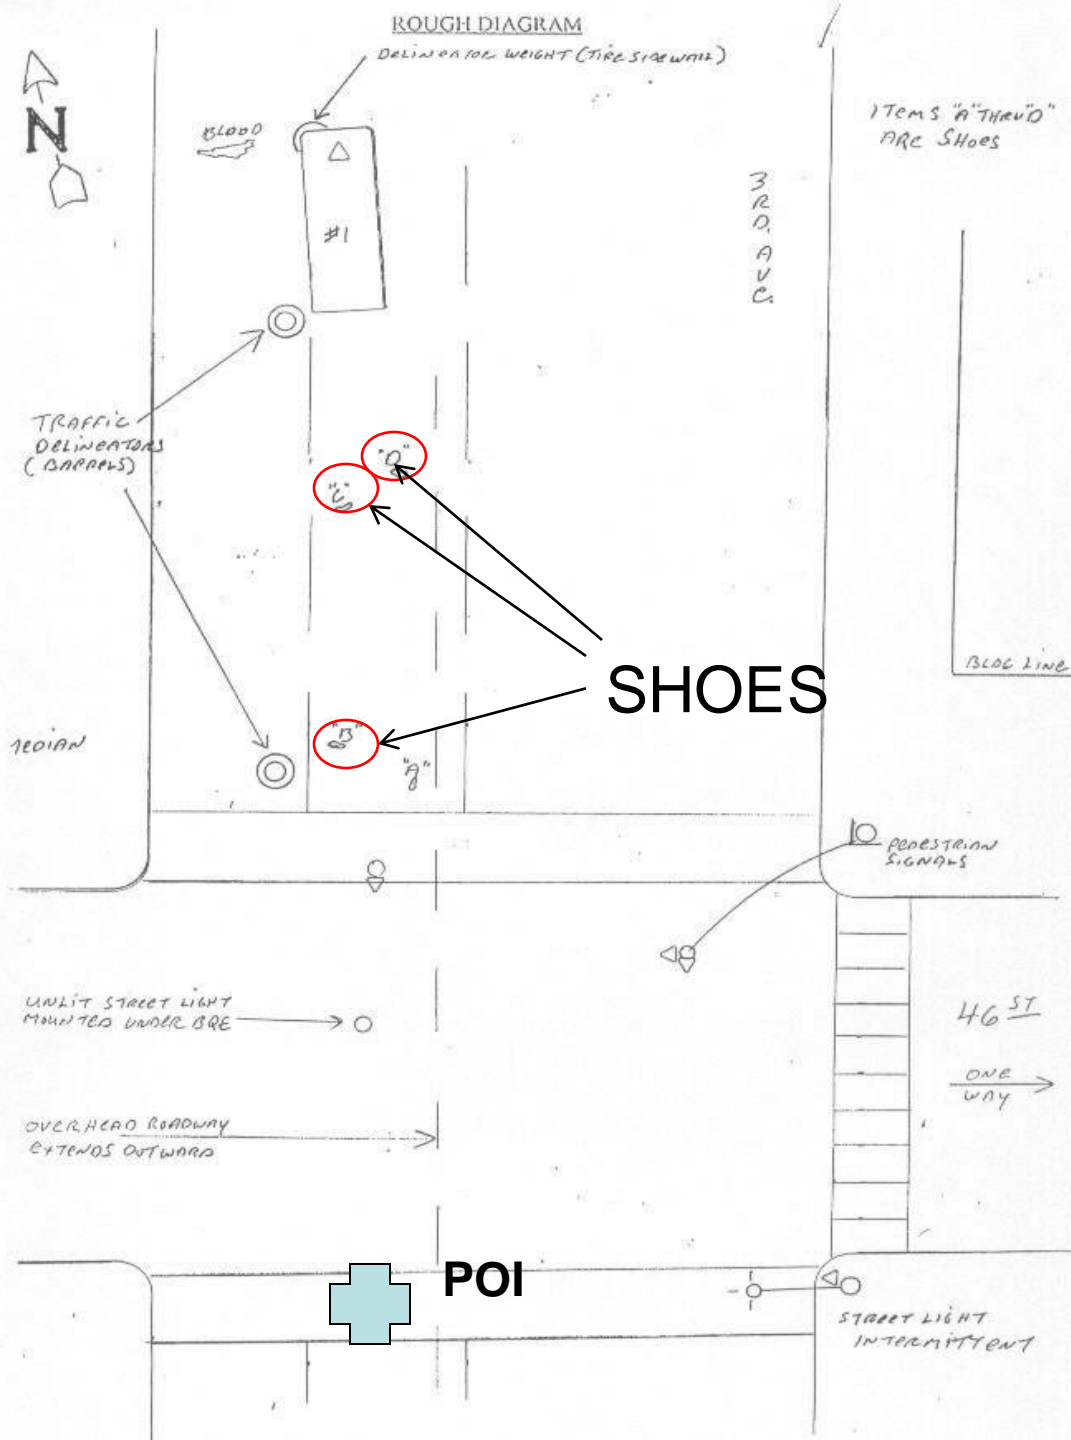 ROUGH DIAGRAM
DELINEATOR WEIGHT (TIRE SIDEWALL)
N
BLOOD
ITEMS "A" THRU "D"
ARE SHOES
#1
3RD. AVE.
TRAFFIC
DELINEATORS
(BARRELS)
"D"
"C"
SHOES
BLDG LINE
"B"
"A"
MEDIAN
PEDESTRIAN
SIGNALS
UNLIT STREET LIGHT
MOUNTED UNDER BQE
46 ST
ONE
WAY
OVERHEAD ROADWAY
EXTENDS OUTWARD
POI
STREET LIGHT
INTERMITTENT